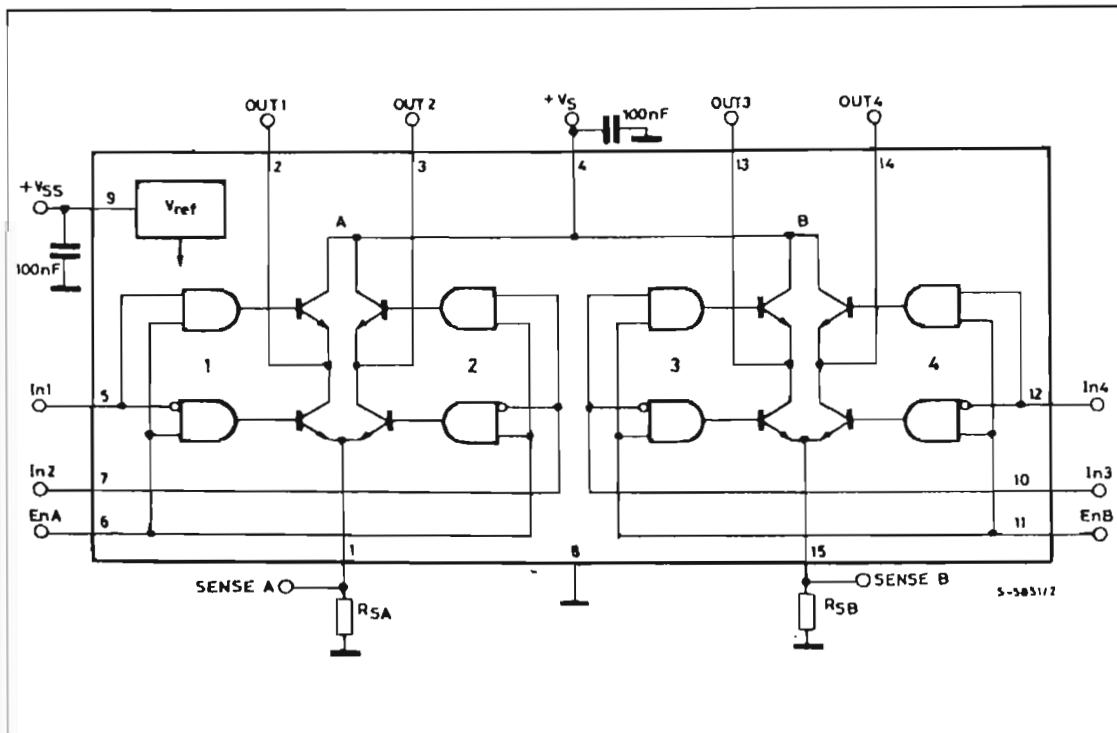 OUT1 OUT2 +VS 100nF OUT3 OUT4
2 3 4 13 14
+VSS 9 Vref
A B
100nF
1 2 3 4
In1 5 12 In4
In2 7 10 In3
EnA 6 11 EnB
1 8 15
SENSE A SENSE B
RSA RSB
S-5851/2